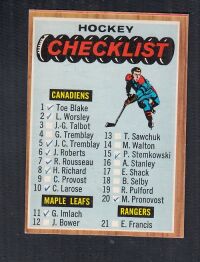 HOCKEY
CHECKLIST
CANADIENS
1 ✓ Toe Blake
2 ✓ L. Worsley
3 J.-G. Talbot
4 G. Tremblay
5 ✓ J. C. Tremblay
6 ✓ J. Roberts
7 ✓ R. Rousseau
8 ✓ H. Richard
9 C. Provost
10 ✓ C. Larose
MAPLE LEAFS
11 ✓ G. Imlach
12 J. Bower
13 T. Sawchuk
14 M. Walton
15 ✓ P. Stemkowski
16 A. Stanley
17 E. Shack
18 B. Selby
19 R. Pulford
20 ✓ M. Pronovost
RANGERS
21 E. Francis